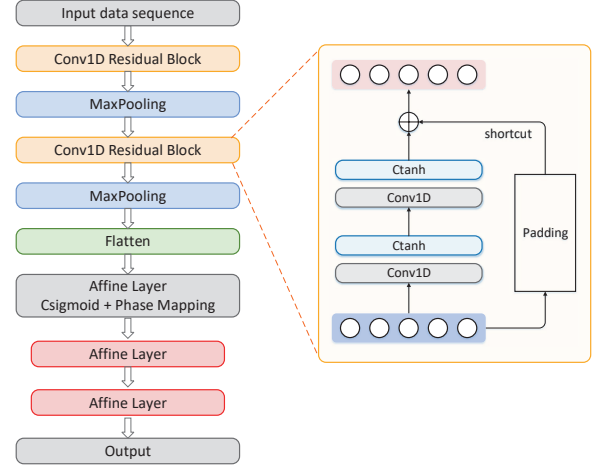 Input data sequence
Conv1D Residual Block
MaxPooling
Conv1D Residual Block
MaxPooling
Flatten
Affine Layer
Csigmoid + Phase Mapping
Affine Layer
Affine Layer
Output
shortcut
Ctanh
Conv1D
Padding
Ctanh
Conv1D